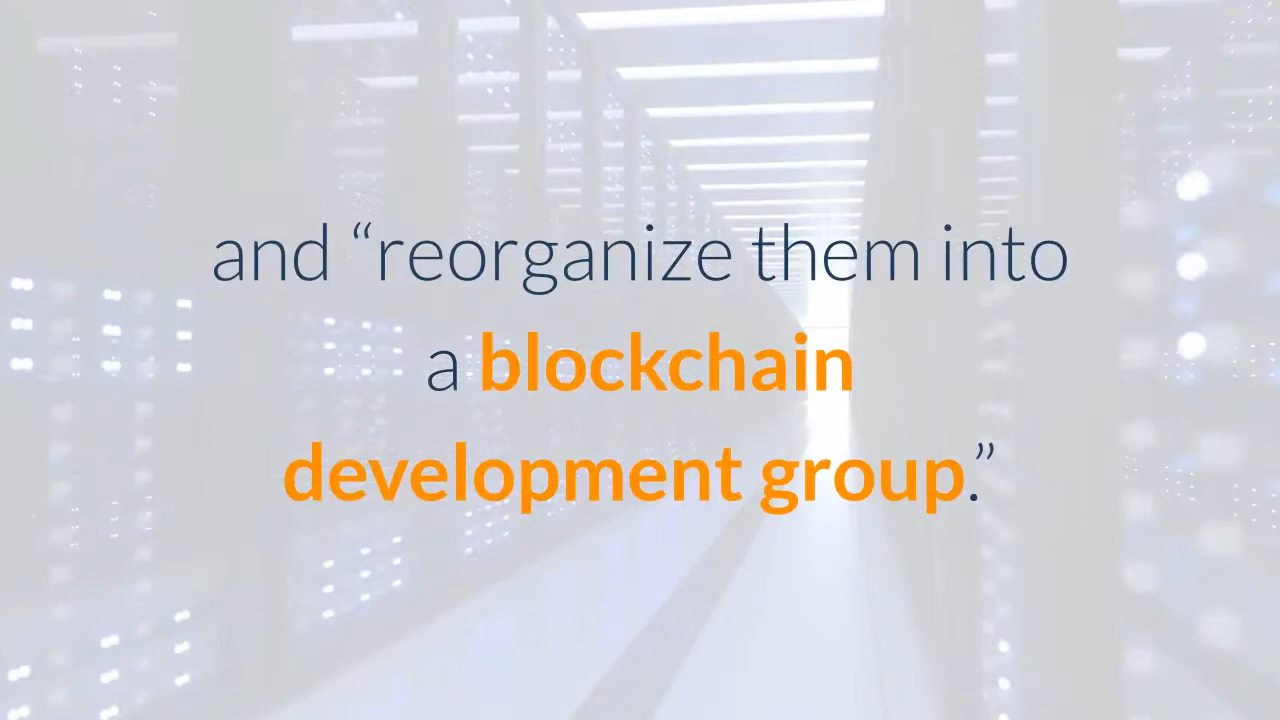 and “reorganize them into
a blockchain
development group.”